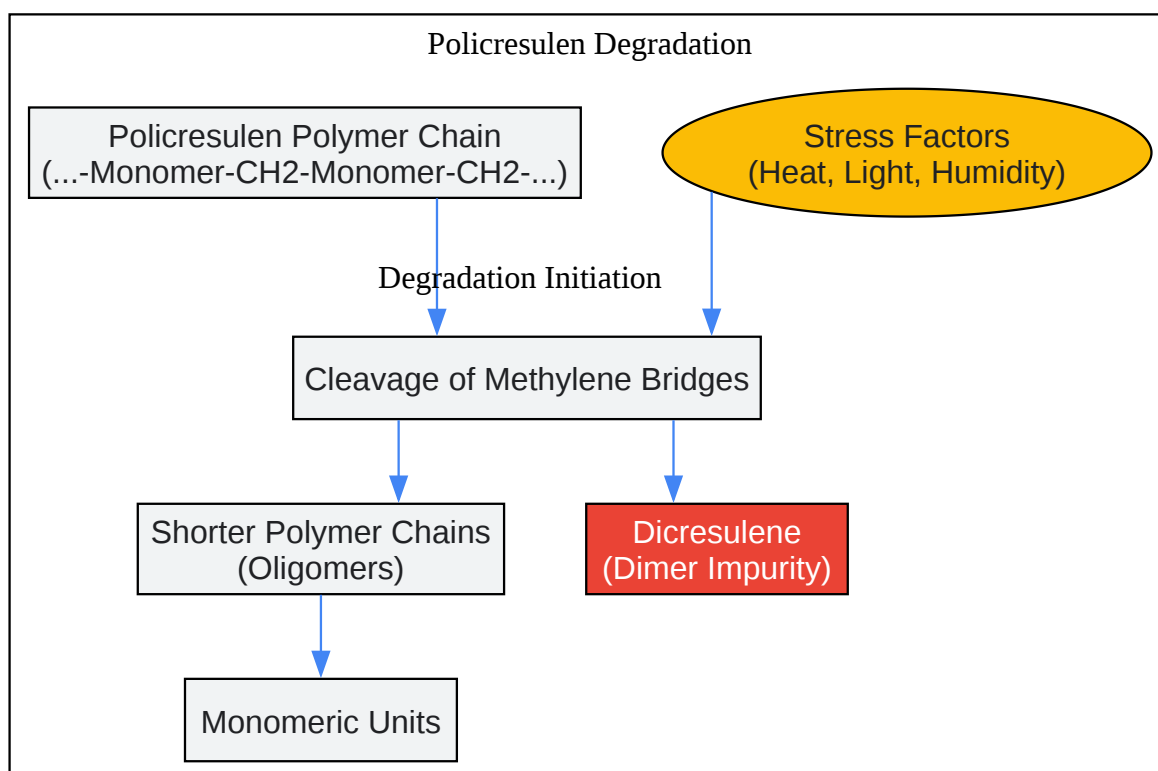 Policresulen Degradation
Policresulen Polymer Chain
(...-Monomer-CH2-Monomer-CH2-...)
Stress Factors
(Heat, Light, Humidity)
Degradation Initiation
Cleavage of Methylene Bridges
Shorter Polymer Chains
(Oligomers)
Dicresulene
(Dimer Impurity)
Monomeric Units